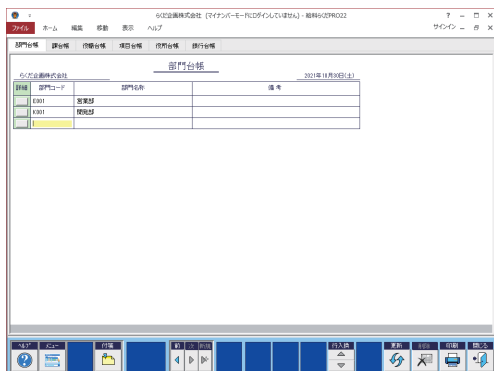 らくだ企画株式会社 (マイナンバーモードにログインしていません) - 給料らくだPRO22
ファイル ホーム 編集 移動 表示 ヘルプ サインイン
部門台帳 課台帳 役職台帳 項目台帳 役所台帳 銀行台帳
部門台帳
らくだ企画株式会社 2021年10月30日(土)
詳細 部門コード 部門名称 備考
E001 営業部
K001 開発部
ヘルプ メニュー 付箋 前 次 新規 行入換 更新 削除 印刷 閉じる